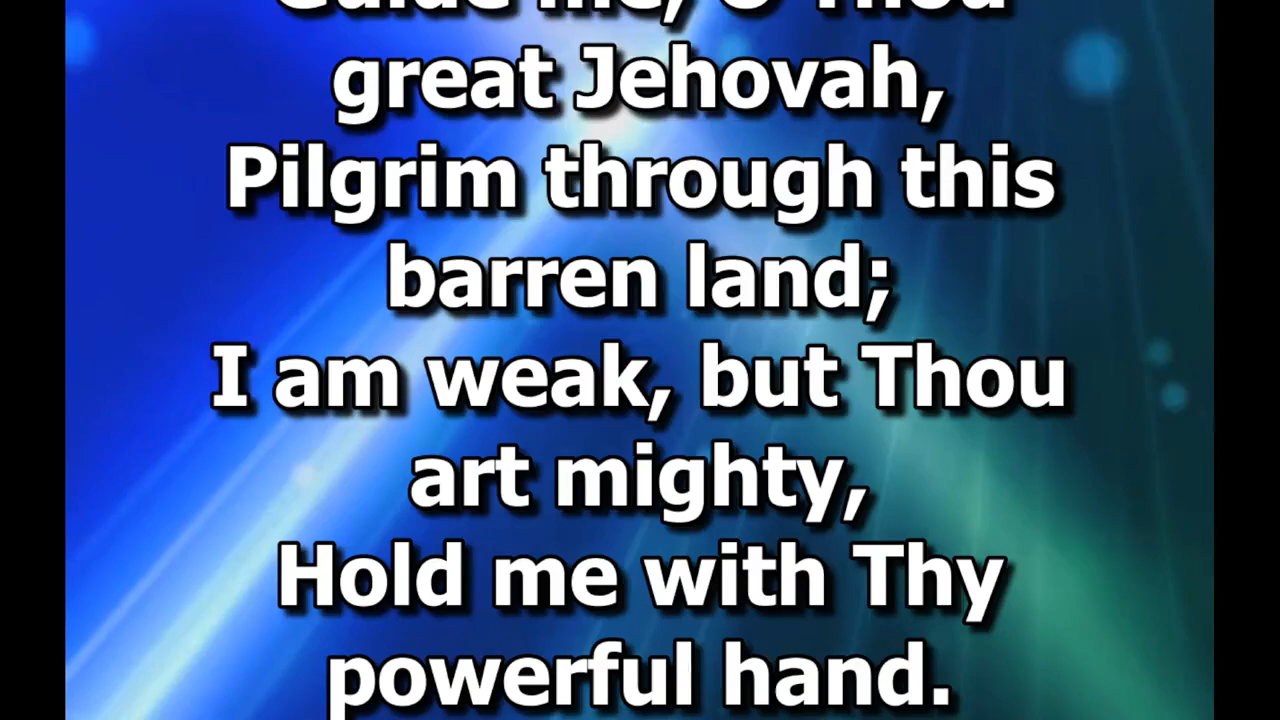 Guide me, O Thou
great Jehovah,
Pilgrim through this
barren land;
I am weak, but Thou
art mighty,
Hold me with Thy
powerful hand.